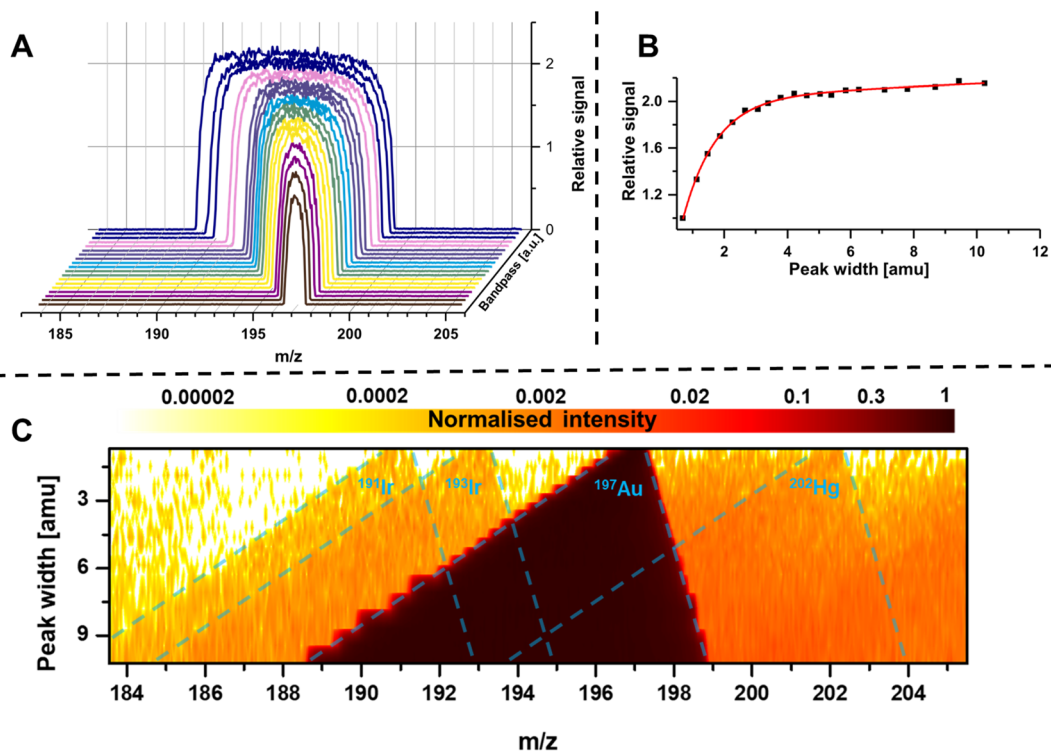 A
2
1
0
Relative signal
Bandpass [a.u.]
185
190
195
200
205
m/z
B
Relative signal
2.0
1.6
1.2
2
4
6
8
10
12
Peak width [amu]
0.00002
0.0002
0.002
0.02
0.1
0.3
1
Normalised intensity
C
Peak width [amu]
3
6
9
191Ir
193Ir
197Au
202Hg
184
186
188
190
192
194
196
198
200
202
204
m/z